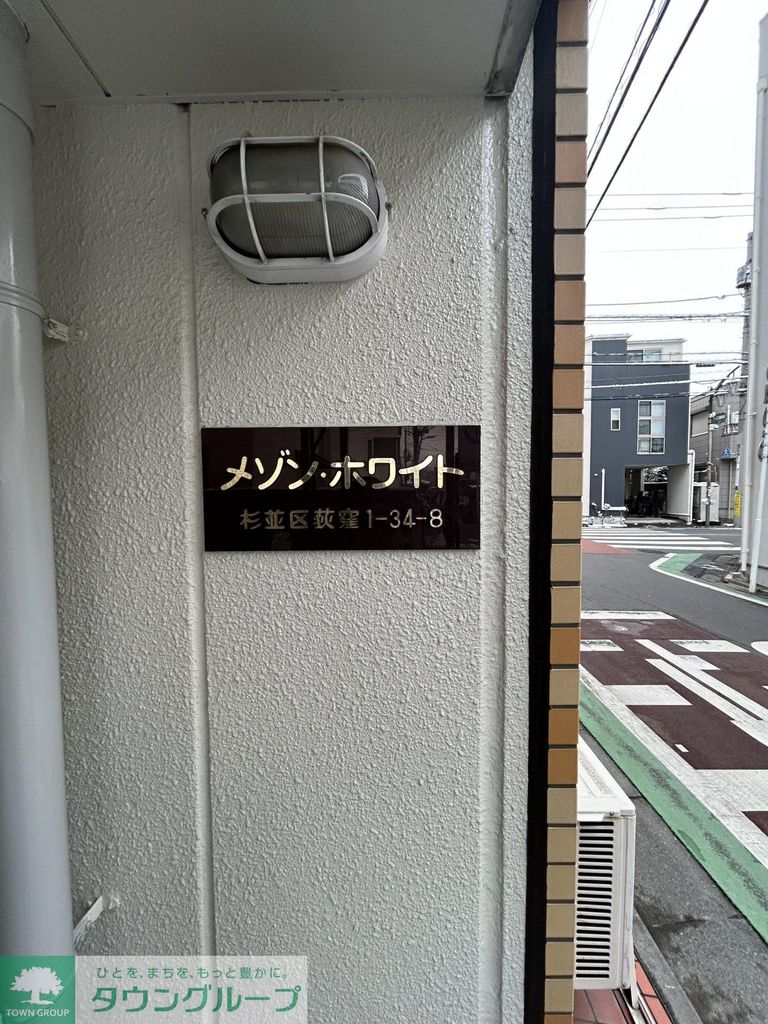 メゾン・ホワイト
杉並区荻窪1-34-8
ひとを、まちを、もっと豊かに。
タウングループ
TOWN GROUP